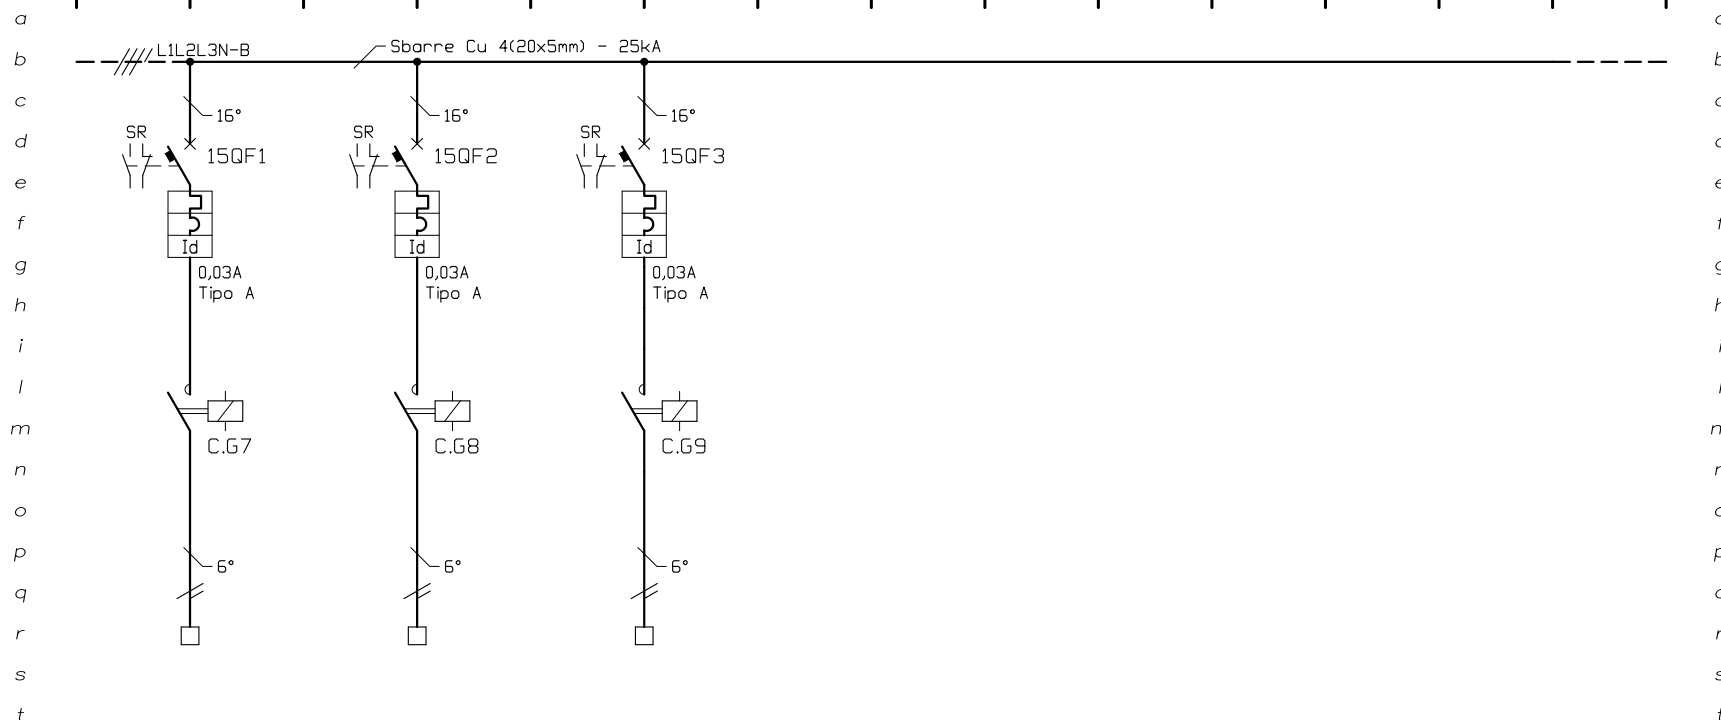 a
b
c
d
e
f
g
h
i
l
m
n
o
p
q
r
s
t
L1L2L3N-B
Sbarre Cu 4(20x5mm) - 25kA
16° 16° 16°
SR SR SR
15QF1 15QF2 15QF3
Id Id Id
0,03A 0,03A 0,03A
Tipo A Tipo A Tipo A
C.G7 C.G8 C.G9
6° 6° 6°